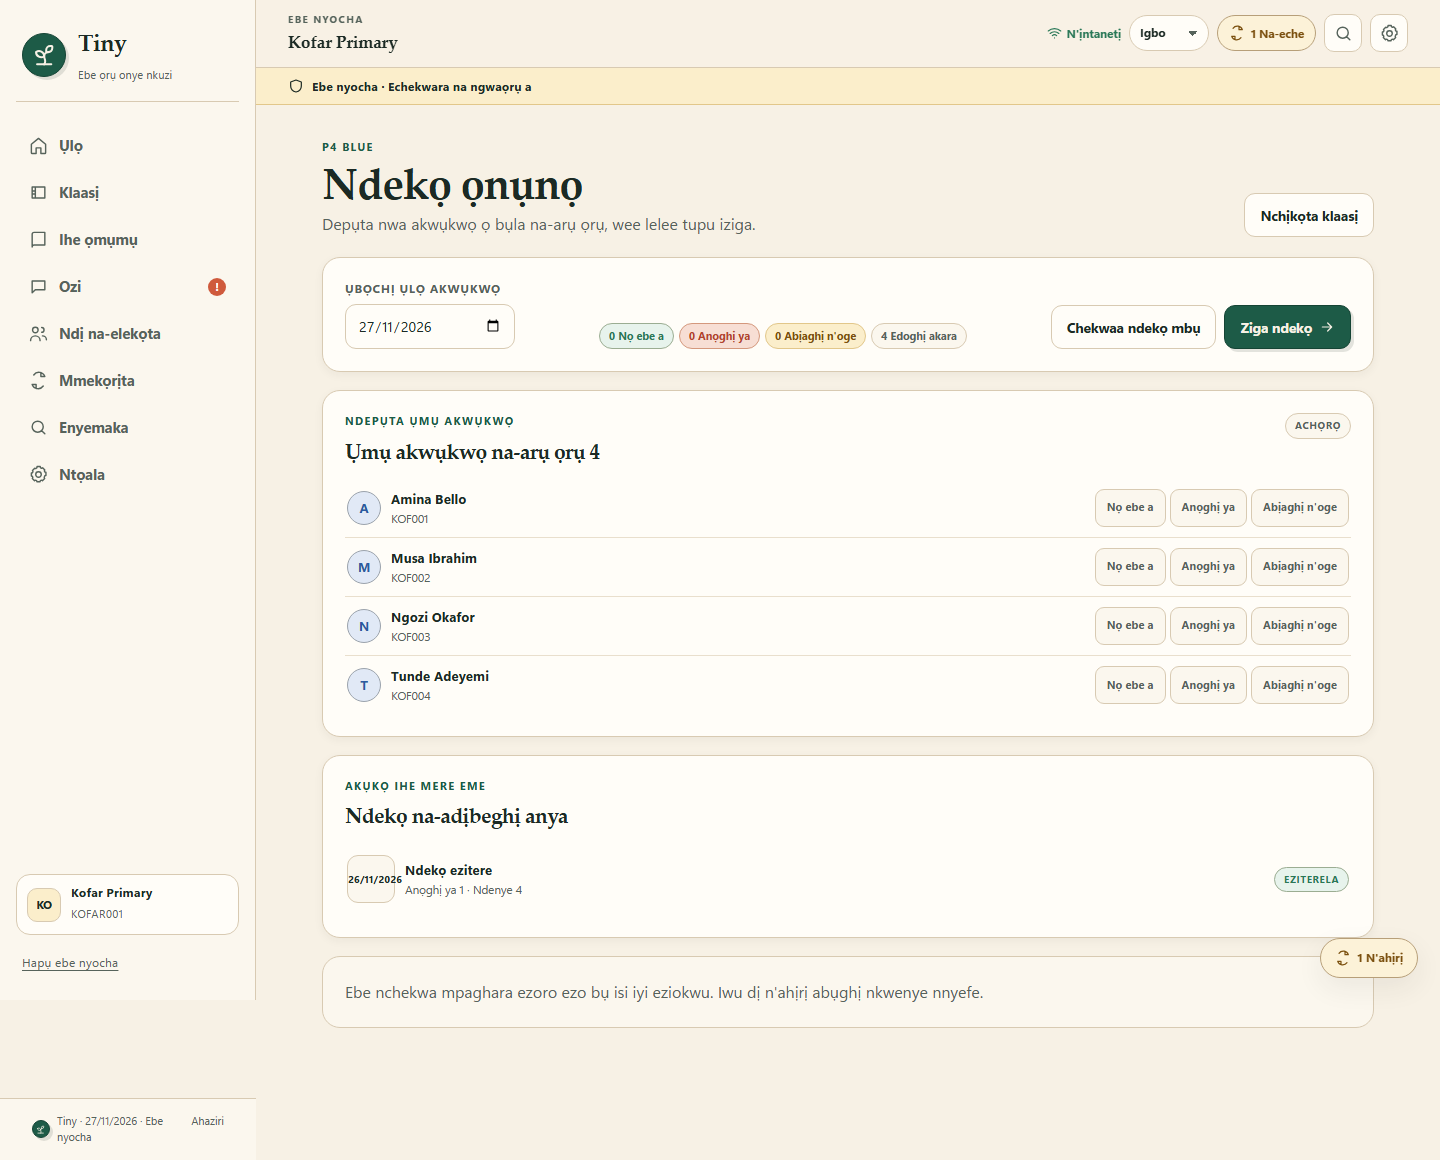 Tiny
Ebe ọrụ onye nkuzi
Ụlọ
Klaasị
Ihe ọmụmụ
Ozi
!
Ndị na-elekọta
Mmekọrịta
Enyemaka
Ntọala
KO
Kofar Primary
KOFAR001
Hapụ ebe nyocha
Tiny · 27/11/2026 · Ebe nyocha
Ahaziri
EBE NYOCHA
Kofar Primary
N'ịntanetị
Igbo
1 Na-eche
Ebe nyocha · Echekwara na ngwaọrụ a
P4 BLUE
Ndekọ ọnụnọ
Depụta nwa akwụkwọ ọ bụla na-arụ ọrụ, wee lelee tupu iziga.
Nchịkọta klaasị
ỤBỌCHỊ ỤLỌ AKWỤKWỌ
27/11/2026
0 Nọ ebe a
0 Anọghị ya
0 Abịaghị n'oge
4 Edoghị akara
Chekwaa ndekọ mbụ
Ziga ndekọ
NDEPỤTA ỤMỤ AKWỤKWỌ
Ụmụ akwụkwọ na-arụ ọrụ 4
ACHỌRỌ
A
Amina Bello
KOF001
Nọ ebe a
Anọghị ya
Abịaghị n'oge
M
Musa Ibrahim
KOF002
Nọ ebe a
Anọghị ya
Abịaghị n'oge
N
Ngozi Okafor
KOF003
Nọ ebe a
Anọghị ya
Abịaghị n'oge
T
Tunde Adeyemi
KOF004
Nọ ebe a
Anọghị ya
Abịaghị n'oge
AKỤKỌ IHE MERE EME
Ndekọ na-adịbeghị anya
26/11/2026
Ndekọ ezitere
Anọghị ya 1 · Ndenye 4
EZITERELA
1 N'ahịrị
Ebe nchekwa mpaghara ezoro ezo bụ isi iyi eziokwu. Iwu dị n'ahịrị abụghị nkwenye nnyefe.